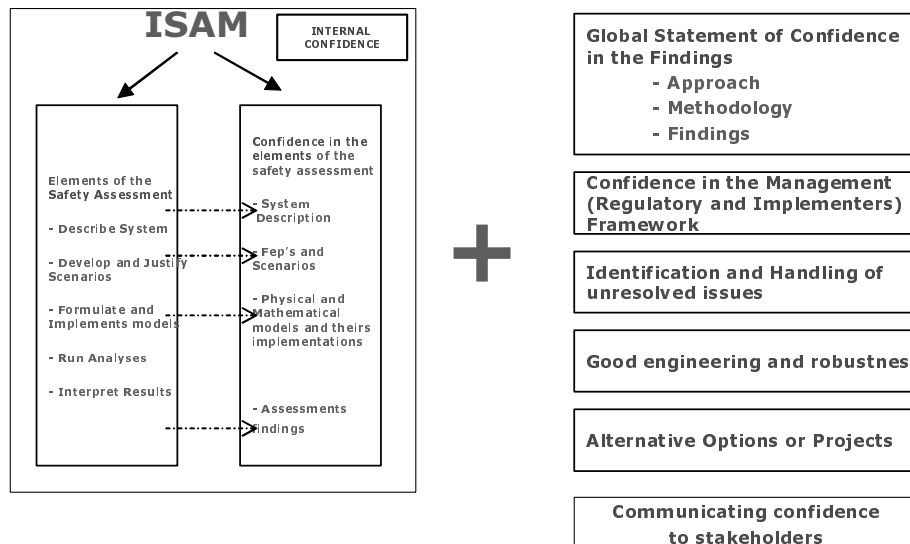 ISAM
INTERNAL
CONFIDENCE
Elements of the
Safety Assessment
- Describe System
- Develop and Justify
Scenarios
- Formulate and
Implements models
- Run Analyses
- Interpret Results
Confidence in the
elements of the
safety assessment
- System
Description
- Fep's and
Scenarios
- Physical and
Mathematical
models and theirs
implementations
- Assessments
findings
+
Global Statement of Confidence
in the Findings
- Approach
- Methodology
- Findings
Confidence in the Management
(Regulatory and Implementers)
Framework
Identification and Handling of
unresolved issues
Good engineering and robustnes
Alternative Options or Projects
Communicating confidence
to stakeholders